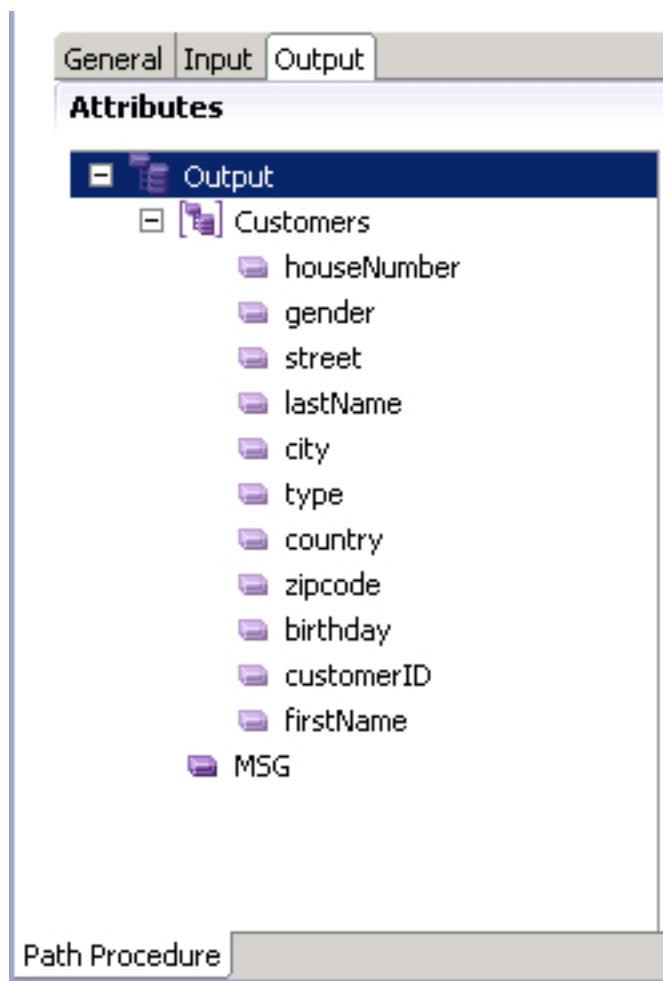 General Input Output
Attributes
Output
Customers
houseNumber
gender
street
lastName
city
type
country
zipcode
birthday
customerID
firstName
MSG
Path Procedure